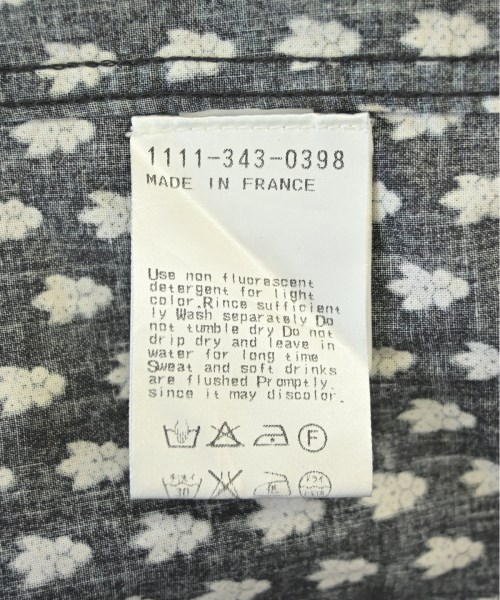 1111-343-0398
MADE IN FRANCE
Use non fluorescent
detergent for light
color.Rince sufficient
ly Wash separately Do
not tumble dry Do not
drip dry and leave in
water for long time
Sweat and soft drinks
are flushed Promptly.
since it may discolor.
F
30